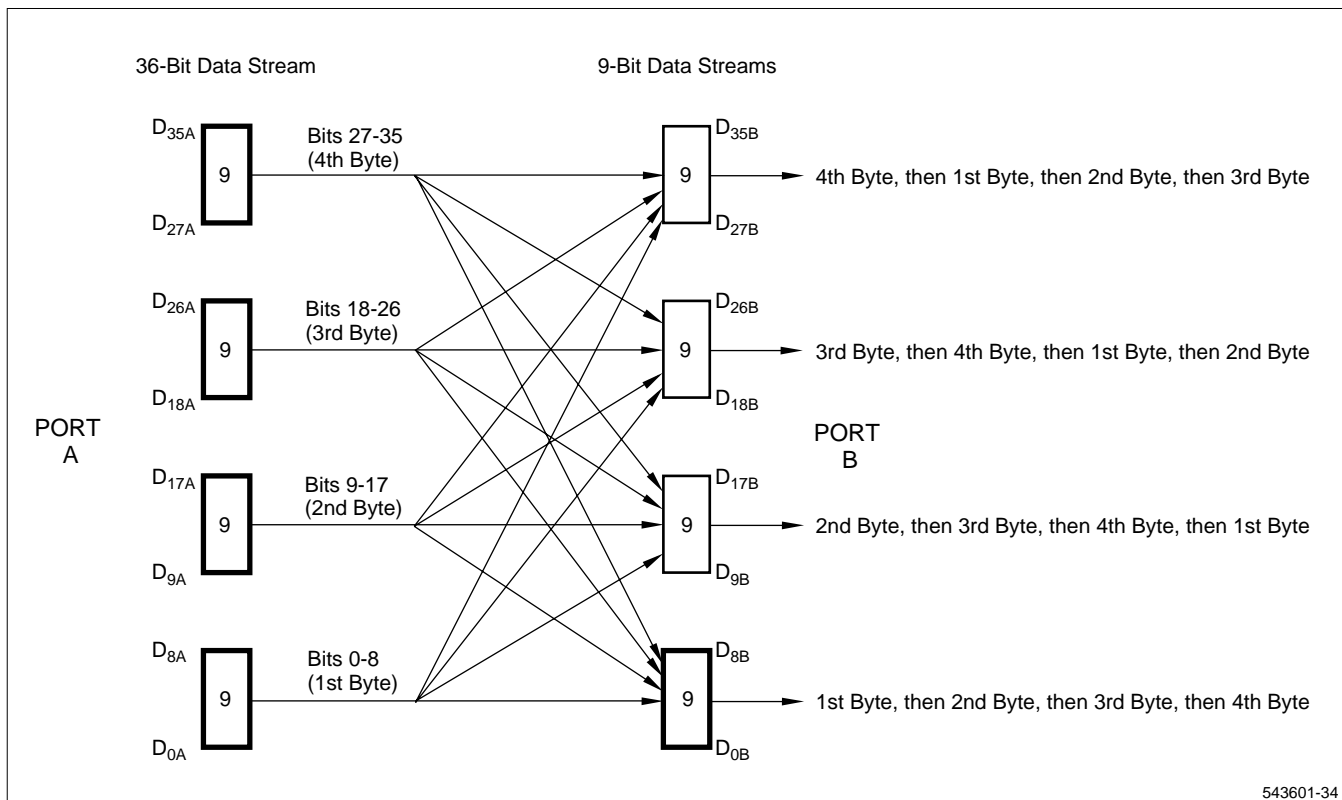 36-Bit Data Stream
9-Bit Data Streams
D35A
9
D27A
Bits 27-35
(4th Byte)
D35B
9
D27B
4th Byte, then 1st Byte, then 2nd Byte, then 3rd Byte
D26A
9
D18A
Bits 18-26
(3rd Byte)
D26B
9
D18B
3rd Byte, then 4th Byte, then 1st Byte, then 2nd Byte
PORT
A
PORT
B
D17A
9
D9A
Bits 9-17
(2nd Byte)
D17B
9
D9B
2nd Byte, then 3rd Byte, then 4th Byte, then 1st Byte
D8A
9
D0A
Bits 0-8
(1st Byte)
D8B
9
D0B
1st Byte, then 2nd Byte, then 3rd Byte, then 4th Byte
543601-34